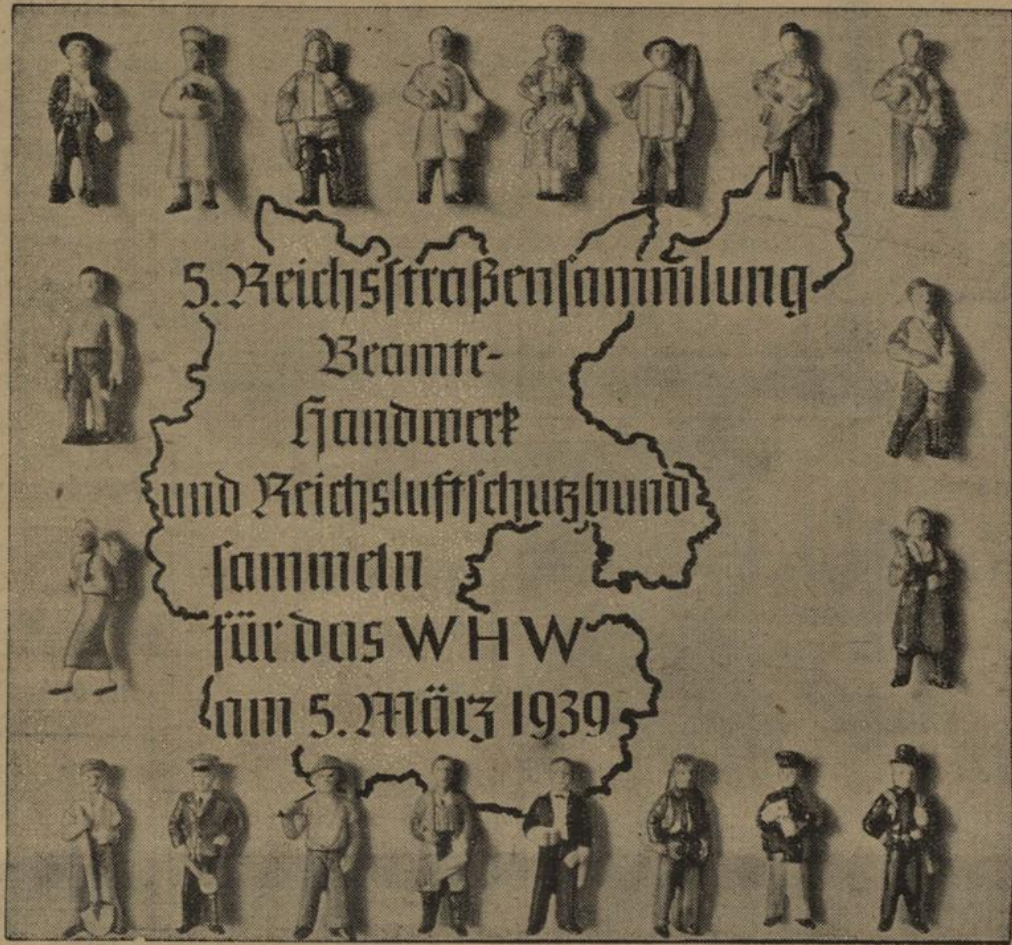 5. Reichsstraßensammlung
Beamte-
Handwerk
und Reichsluftschutzbund
sammeln
für das WHW
am 5. März 1939